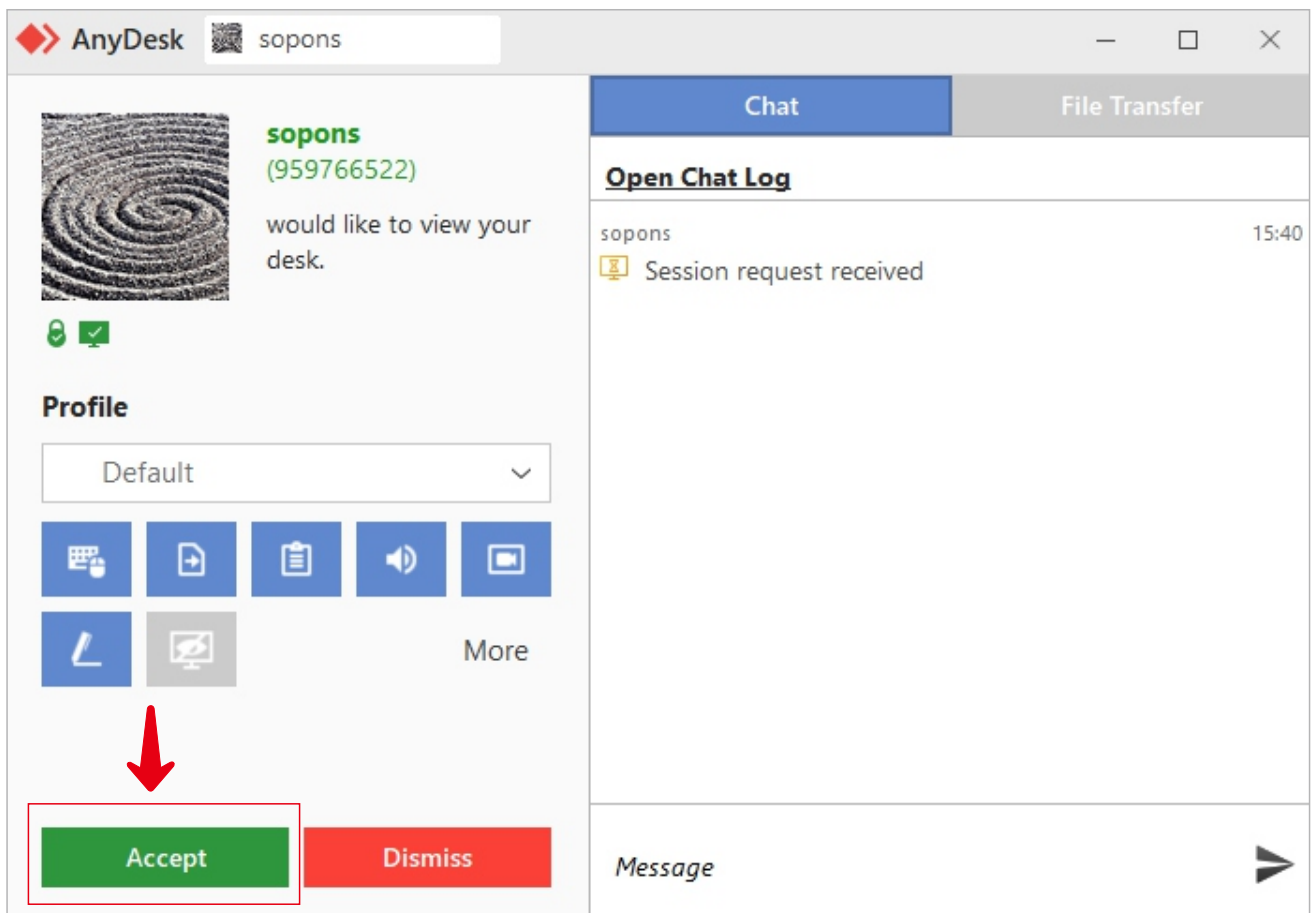 AnyDesk
sopons
sopons
(959766522)
would like to view your
desk.
Profile
Default
More
Accept
Dismiss
Chat
File Transfer
Open Chat Log
sopons
15:40
Session request received
Message